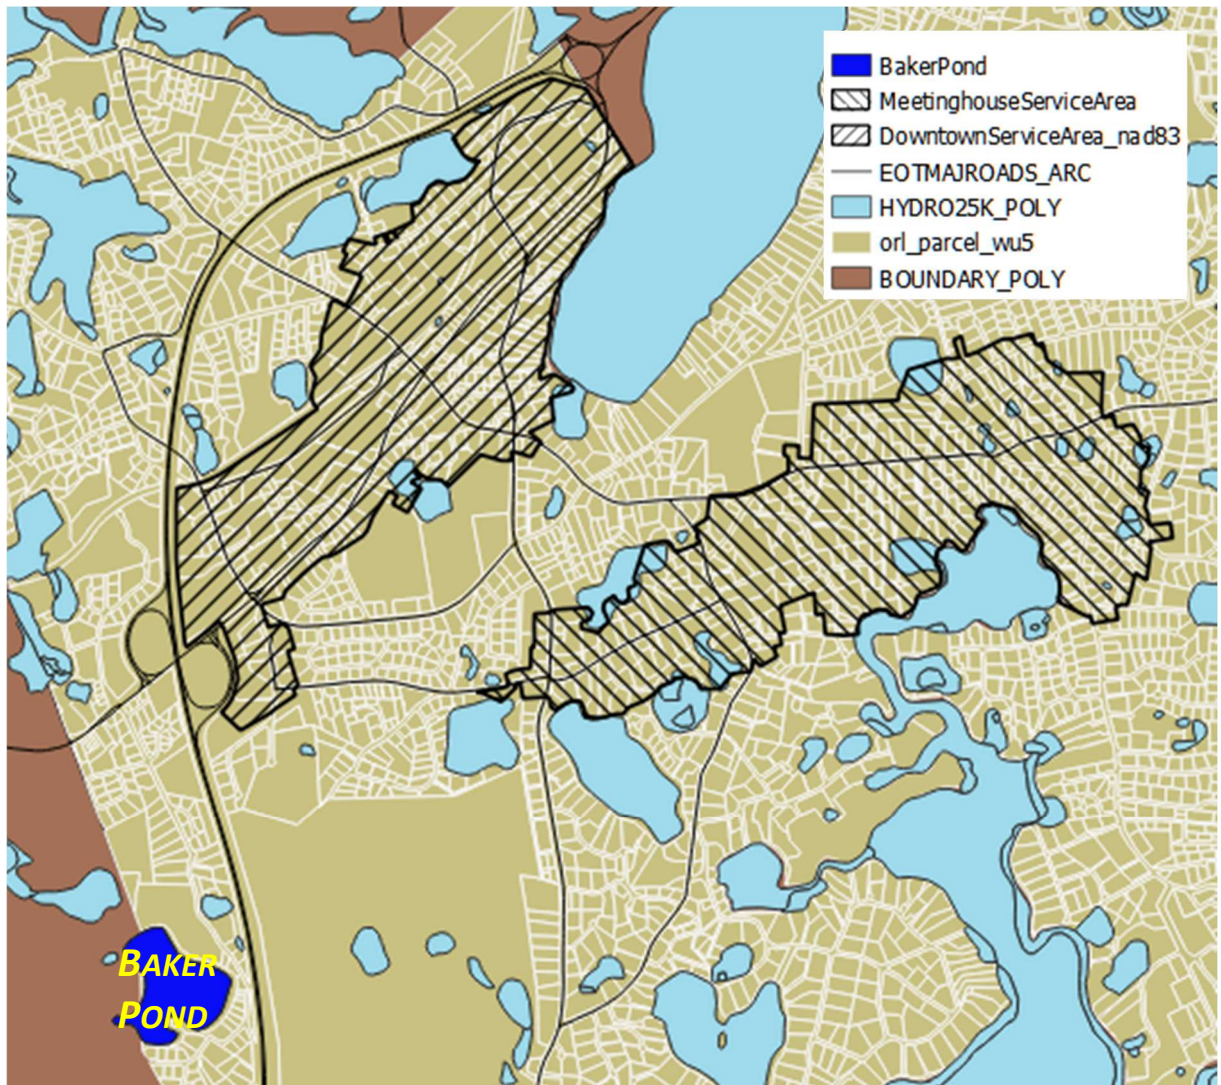 BakerPond
MeetinghouseServiceArea
DowntownServiceArea_nad83
EOTMAJROADS_ARC
HYDRO25K_POLY
orl_parcel_wu5
BOUNDARY_POLY
BAKER
POND